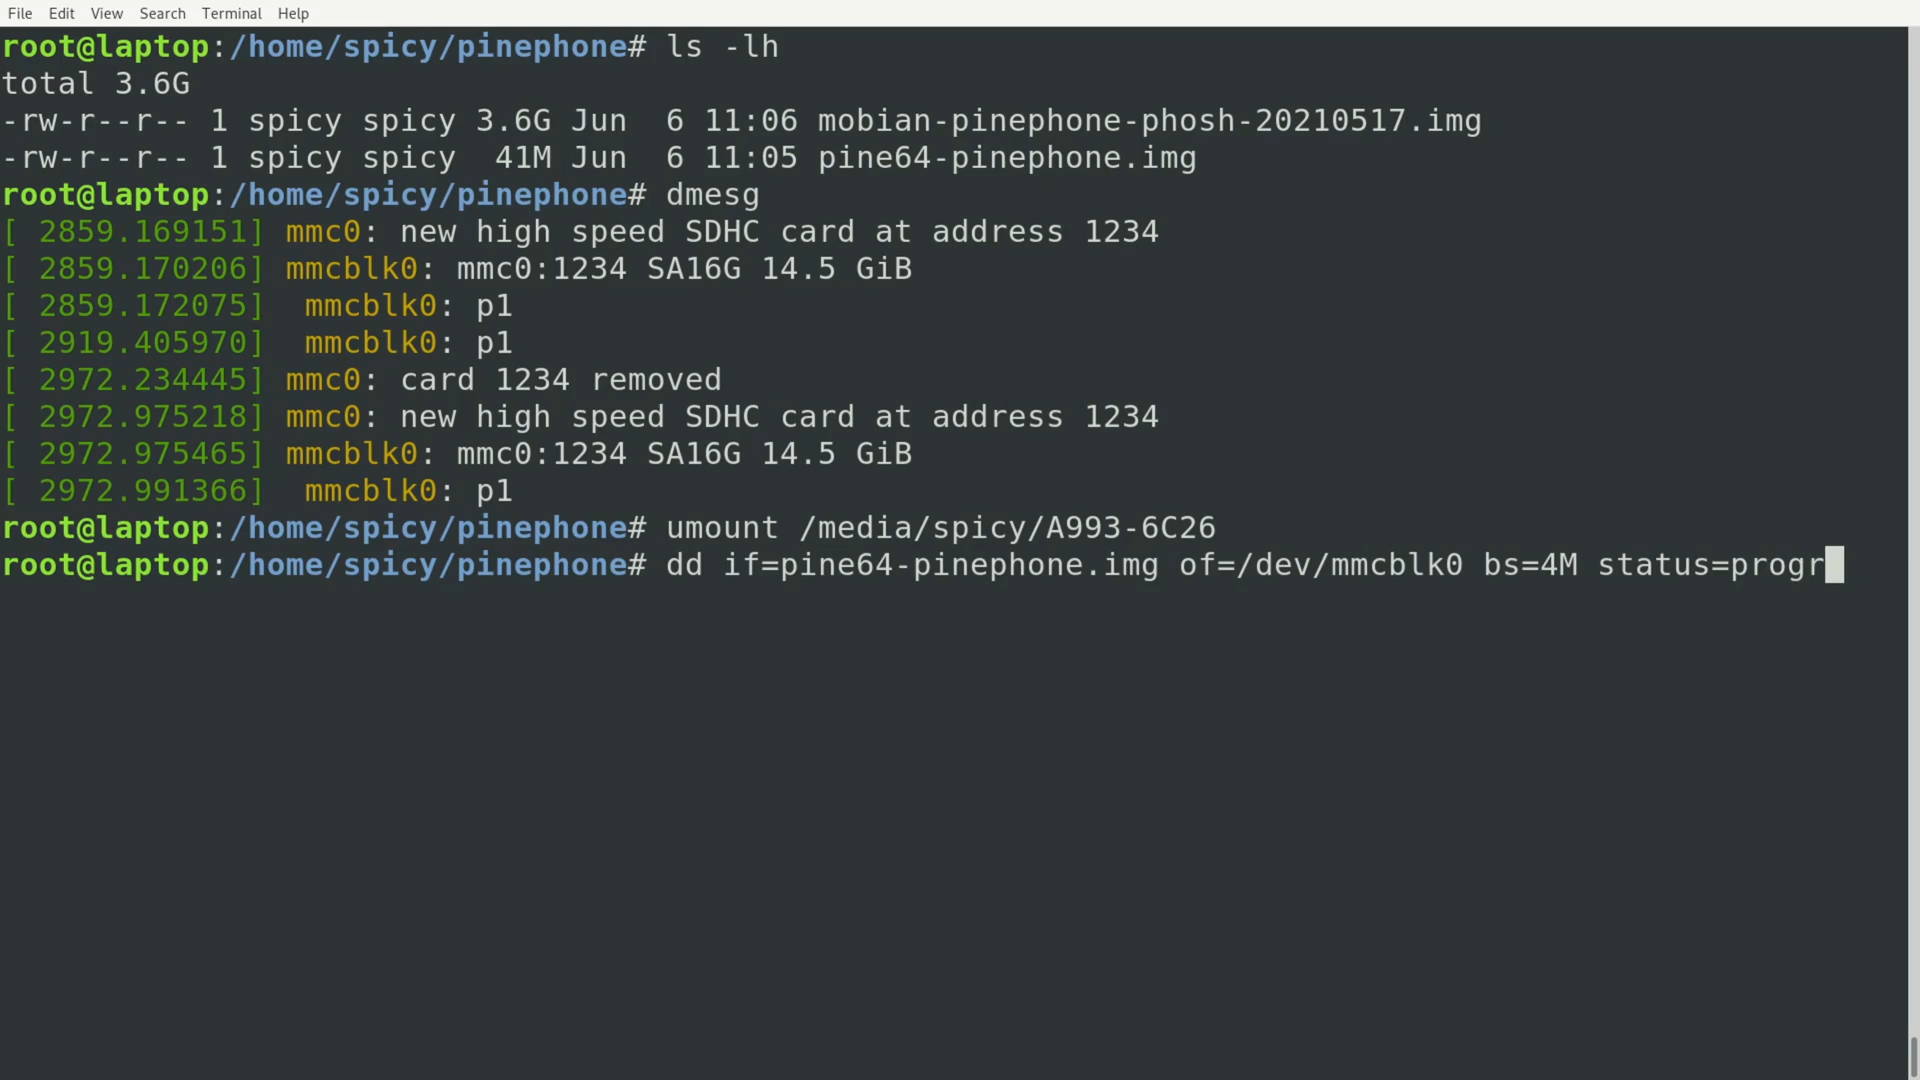 File Edit View Search Terminal Help
root@laptop:/home/spicy/pinephone# ls -lh
total 3.6G
-rw-r--r-- 1 spicy spicy 3.6G Jun  6 11:06 mobian-pinephone-phosh-20210517.img
-rw-r--r-- 1 spicy spicy  41M Jun  6 11:05 pine64-pinephone.img
root@laptop:/home/spicy/pinephone# dmesg
[ 2859.169151] mmc0: new high speed SDHC card at address 1234
[ 2859.170206] mmcblk0: mmc0:1234 SA16G 14.5 GiB
[ 2859.172075]  mmcblk0: p1
[ 2919.405970]  mmcblk0: p1
[ 2972.234445] mmc0: card 1234 removed
[ 2972.975218] mmc0: new high speed SDHC card at address 1234
[ 2972.975465] mmcblk0: mmc0:1234 SA16G 14.5 GiB
[ 2972.991366]  mmcblk0: p1
root@laptop:/home/spicy/pinephone# umount /media/spicy/A993-6C26
root@laptop:/home/spicy/pinephone# dd if=pine64-pinephone.img of=/dev/mmcblk0 bs=4M status=progr